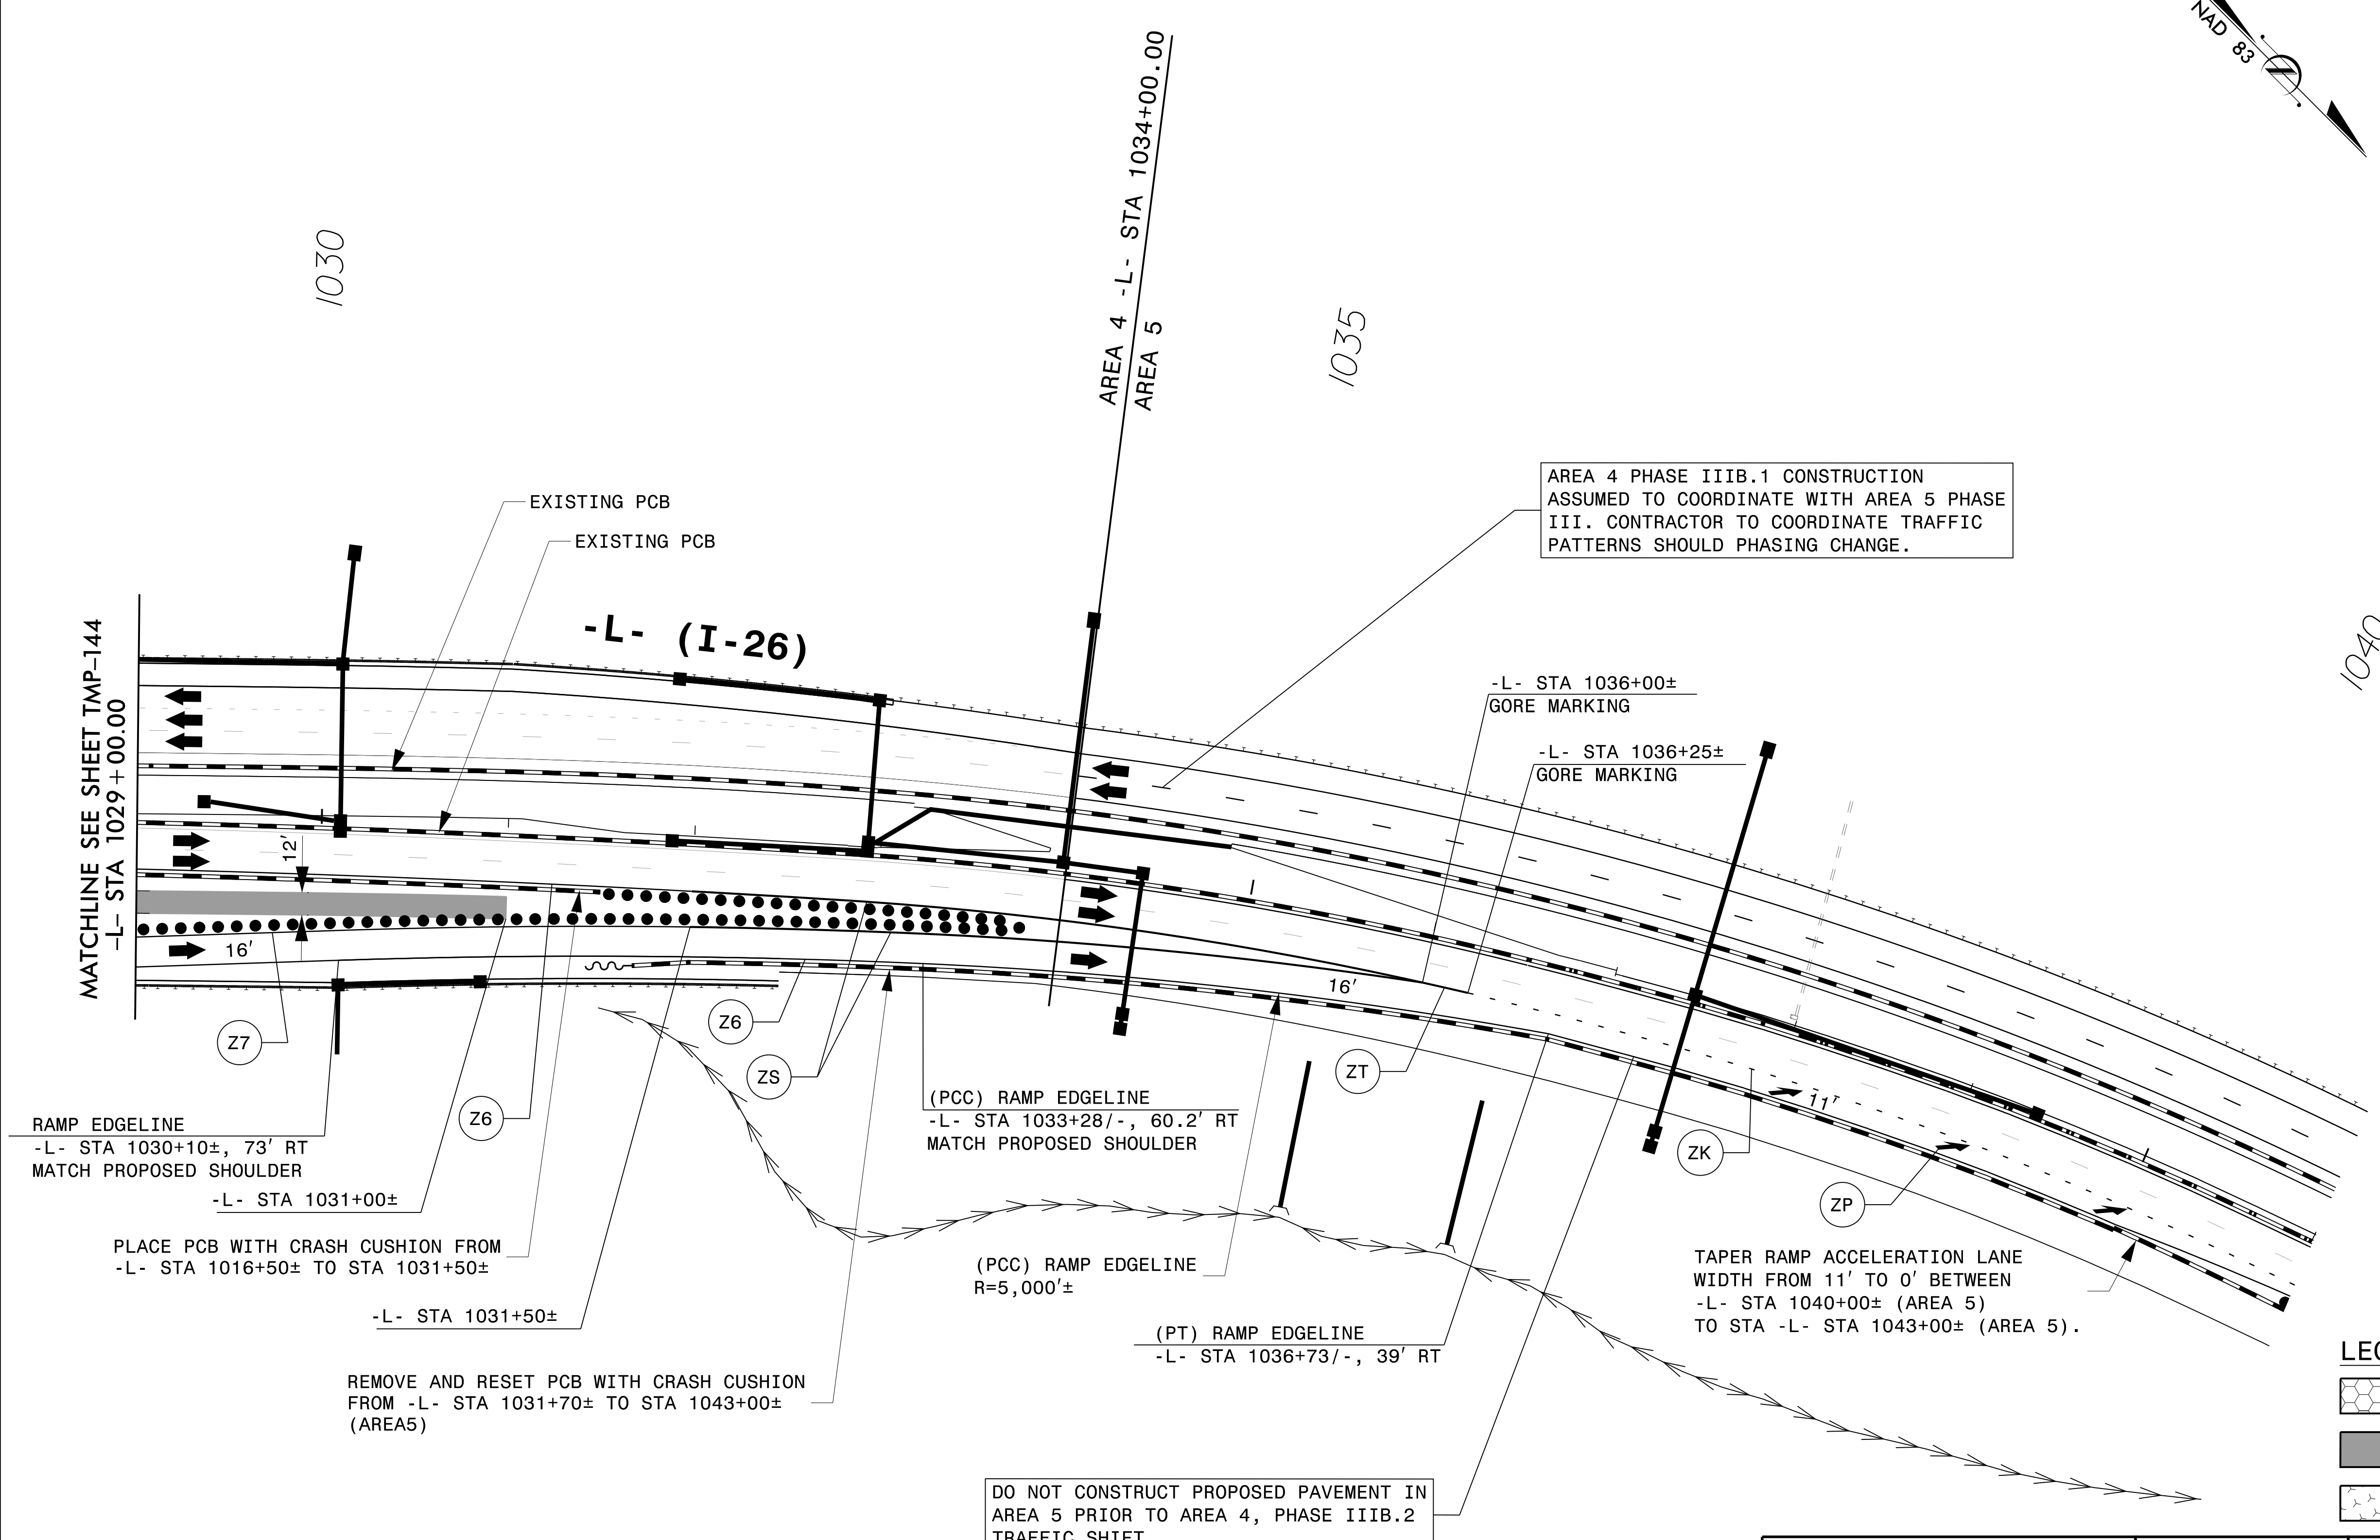 NAD 83
1030
AREA 4 -L- STA 1034+00.00
AREA 5
1035
1040
AREA 4 PHASE IIIB.1 CONSTRUCTION
ASSUMED TO COORDINATE WITH AREA 5 PHASE
III. CONTRACTOR TO COORDINATE TRAFFIC
PATTERNS SHOULD PHASING CHANGE.
EXISTING PCB
EXISTING PCB
-L- (I-26)
MATCHLINE SEE SHEET TMP-144
-L- STA 1029+00.00
-L- STA 1036+00±
GORE MARKING
-L- STA 1036+25±
GORE MARKING
12'
16'
16'
11'
Z7
Z6
Z6
ZS
ZT
ZK
ZP
RAMP EDGELINE
-L- STA 1030+10±, 73' RT
MATCH PROPOSED SHOULDER
-L- STA 1031+00±
PLACE PCB WITH CRASH CUSHION FROM
-L- STA 1016+50± TO STA 1031+50±
-L- STA 1031+50±
REMOVE AND RESET PCB WITH CRASH CUSHION
FROM -L- STA 1031+70± TO STA 1043+00±
(AREA5)
(PCC) RAMP EDGELINE
-L- STA 1033+28/-, 60.2' RT
MATCH PROPOSED SHOULDER
(PCC) RAMP EDGELINE
R=5,000'±
(PT) RAMP EDGELINE
-L- STA 1036+73/-, 39' RT
TAPER RAMP ACCELERATION LANE
WIDTH FROM 11' TO 0' BETWEEN
-L- STA 1040+00± (AREA 5)
TO STA -L- STA 1043+00± (AREA 5).
DO NOT CONSTRUCT PROPOSED PAVEMENT IN
AREA 5 PRIOR TO AREA 4, PHASE IIIB.2
TRAFFIC SHIFT